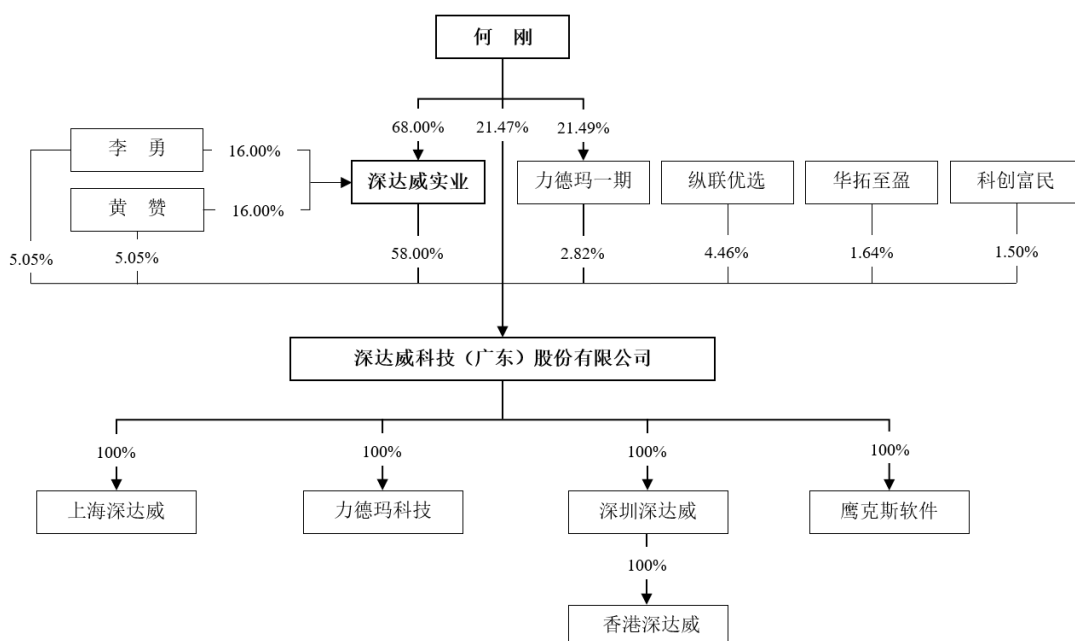 何　刚
68.00%
21.47%
21.49%
李　勇
16.00%
黄　赞
16.00%
深达威实业
力德玛一期
纵联优选
华拓至盈
科创富民
5.05%
5.05%
58.00%
2.82%
4.46%
1.64%
1.50%
深达威科技（广东）股份有限公司
100%
100%
100%
100%
上海深达威
力德玛科技
深圳深达威
鹰克斯软件
100%
香港深达威